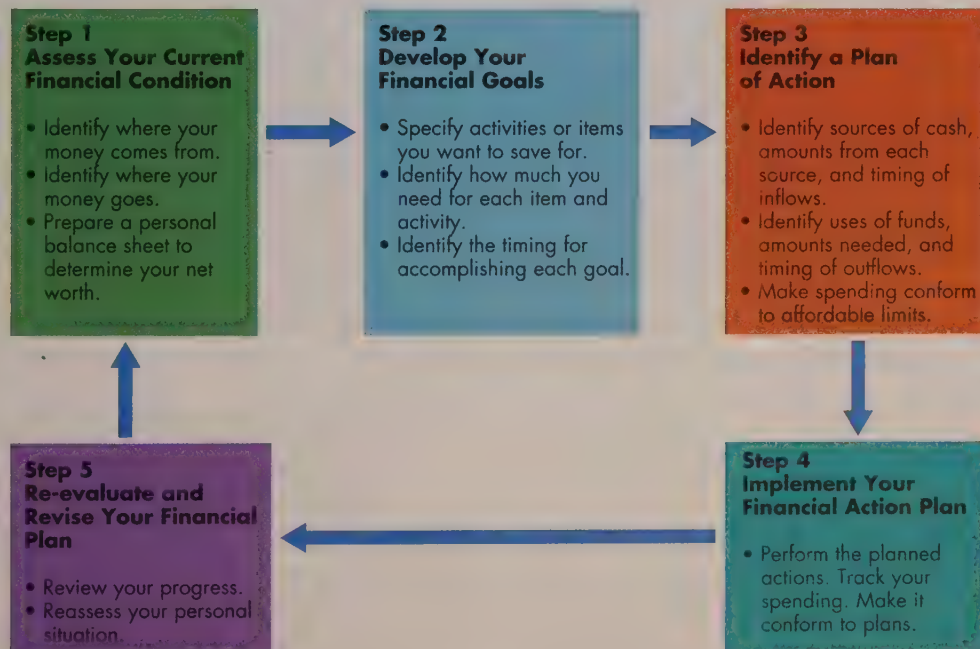 Step 1
Assess Your Current
Financial Condition
• Identify where your
money comes from.
• Identify where your
money goes.
• Prepare a personal
balance sheet to
determine your net
worth.
Step 2
Develop Your
Financial Goals
• Specify activities or items
you want to save for.
• Identify how much you
need for each item and
activity.
• Identify the timing for
accomplishing each goal.
Step 3
Identify a Plan
of Action
• Identify sources of cash,
amounts from each
source, and timing of
inflows.
• Identify uses of funds,
amounts needed, and
timing of outflows.
• Make spending conform
to affordable limits.
Step 4
Implement Your
Financial Action Plan
• Perform the planned
actions. Track your
spending. Make it
conform to plans.
Step 5
Re-evaluate and
Revise Your Financial
Plan
• Review your progress.
• Reassess your personal
situation.